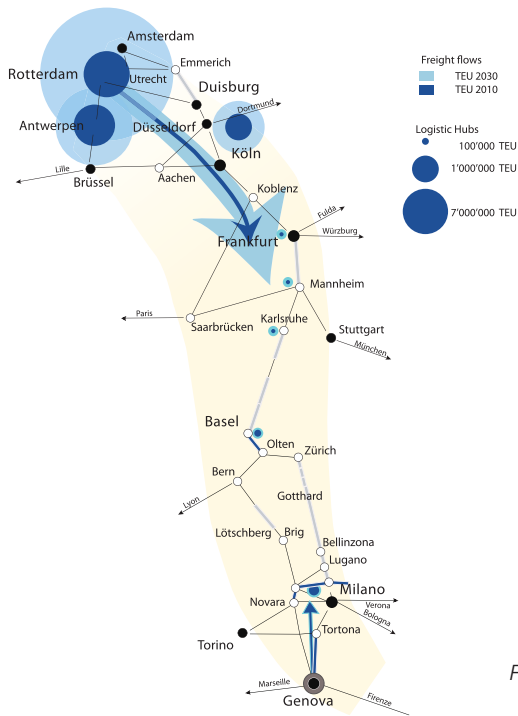 Amsterdam
Emmerich
Rotterdam
Utrecht
Duisburg
Dortmund
Antwerpen
Düsseldorf
Köln
Lille
Brüssel
Aachen
Koblenz
Fulda
Frankfurt
Würzburg
Mannheim
Paris
Saarbrücken
Karlsruhe
Stuttgart
München
Basel
Olten
Zürich
Bern
Lyon
Gotthard
Lötschberg
Brig
Bellinzona
Lugano
Milano
Novara
Verona
Bologna
Torino
Tortona
Marseille
Genova
Firenze
Freight flows
TEU 2030
TEU 2010
Logistic Hubs
100'000 TEU
1'000'000 TEU
7'000'000 TEU
F